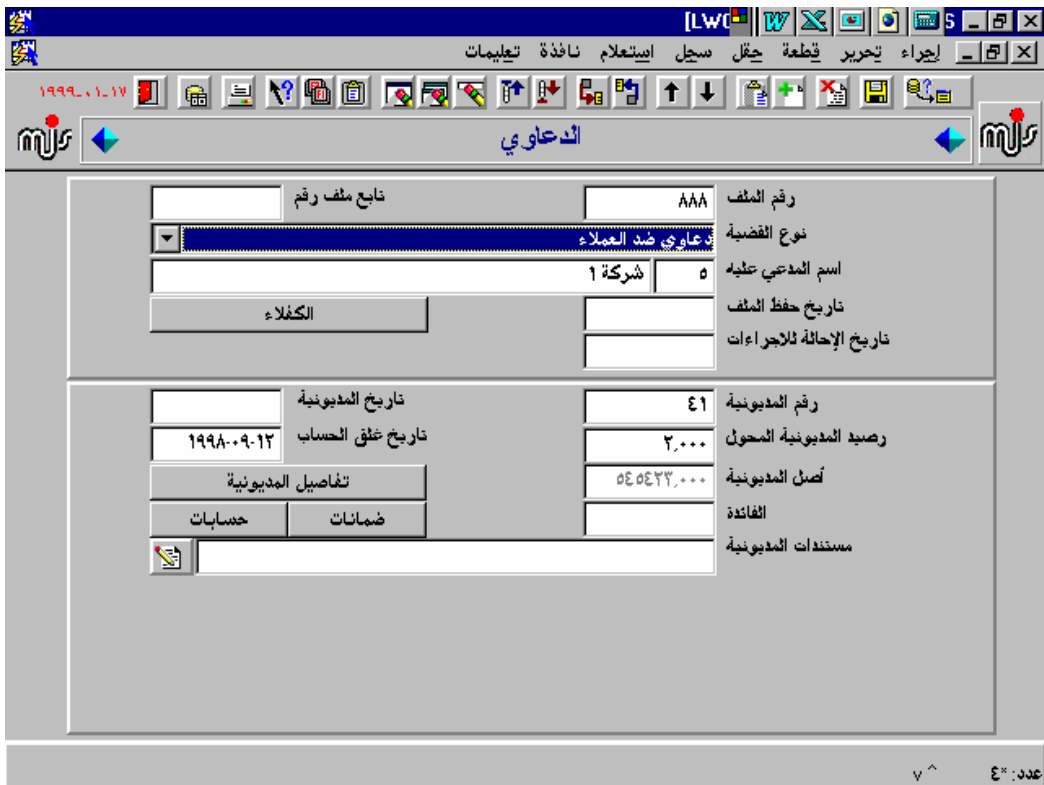 [LWC S
إجراء تحرير قطعة حقل سجل استعلام نافذة تعليمات
١٩٩٩-٠١-١٧
mis الدعاوي mis
رقم الملف ٨٨٨ تابع ملف رقم
نوع القضية دعاوي ضد العملاء
اسم المدعي عليه ٥ شركة ١
تاريخ حفظ الملف الكفلاء
تاريخ الإحالة للاجراءات
رقم المديونية ٤١ تاريخ المديونية
رصيد المديونية المحول ٢,٠٠٠ تاريخ غلق الحساب ١٩٩٨-٠٩-١٢
أصل المديونية ٥٤٥٤٢٣,٠٠٠ تفاصيل المديونية
الفائدة ضمانات حسابات
مستندات المديونية
عدد: *٤ ^ v